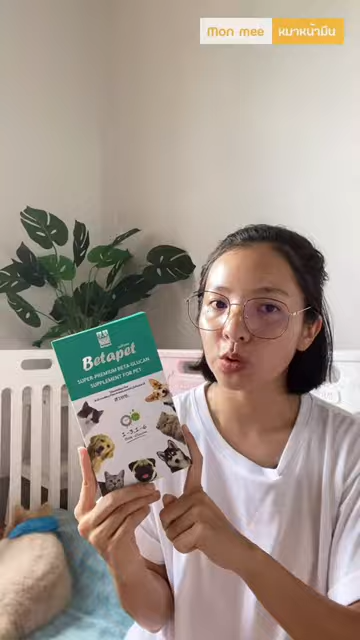 Mon mee หมาหน้ามึน
Betapet
SUPER-PREMIUM BETA GLUCAN
SUPPLEMENT FOR PET